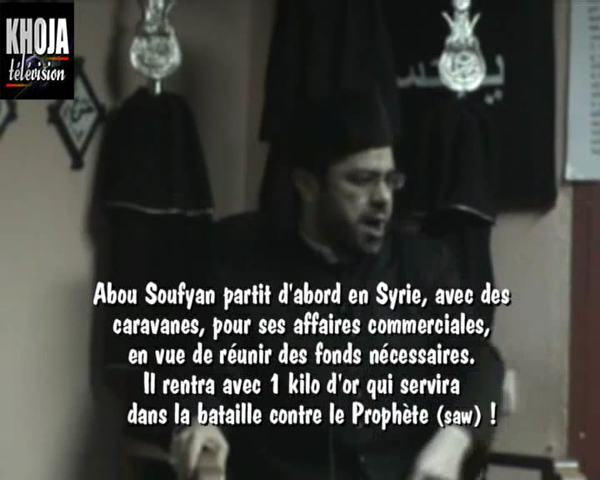 KHOJA
télévision
Abou Soufyan partit d'abord en Syrie, avec des
caravanes, pour ses affaires commerciales,
en vue de réunir des fonds nécessaires.
Il rentra avec 1 kilo d'or qui servira
dans la bataille contre le Prophète (saw) !